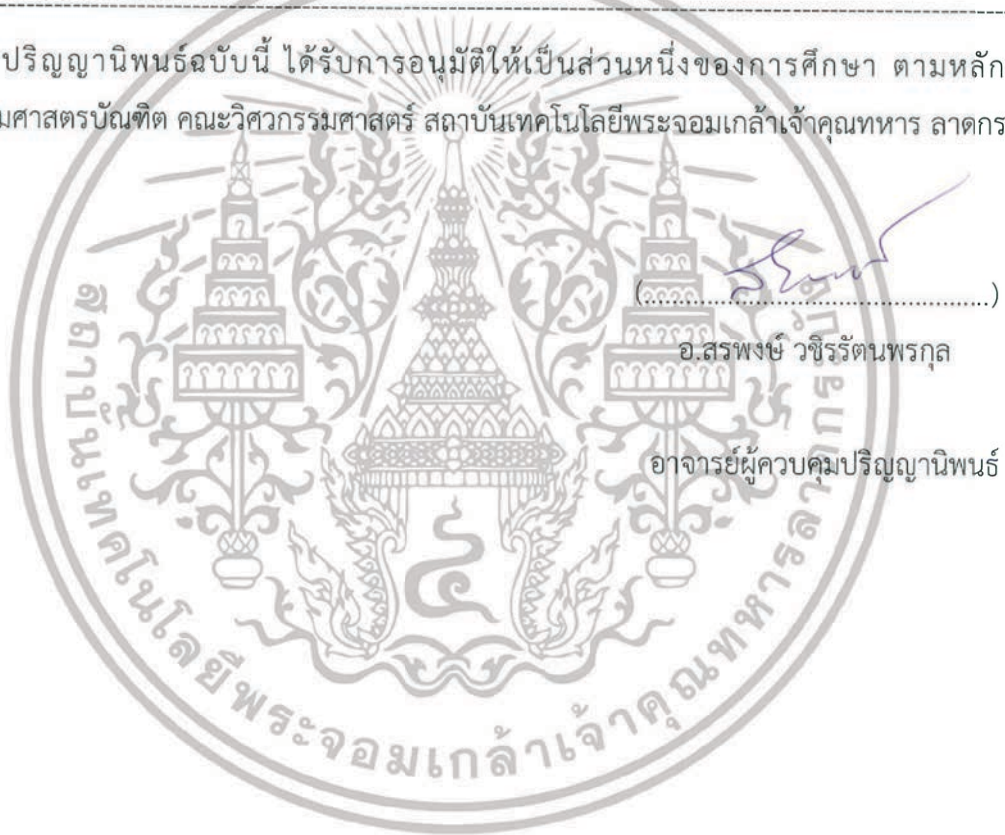 ปริญญานิพนธ์ฉบับนี้ ได้รับการอนุมัติให้เป็นส่วนหนึ่งของการศึกษา ตามหลัก
มศาสตรบัณฑิต คณะวิศวกรรมศาสตร์ สถาบันเทคโนโลยีพระจอมเกล้าเจ้าคุณทหาร ลาดกร
(..........................................................)
อ.สรพงษ์ วชิรรัตนพรกุล
อาจารย์ผู้ควบคุมปริญญานิพนธ์
สถาบันเทคโนโลยีพระจอมเกล้าเจ้าคุณทหารลาดกระบัง